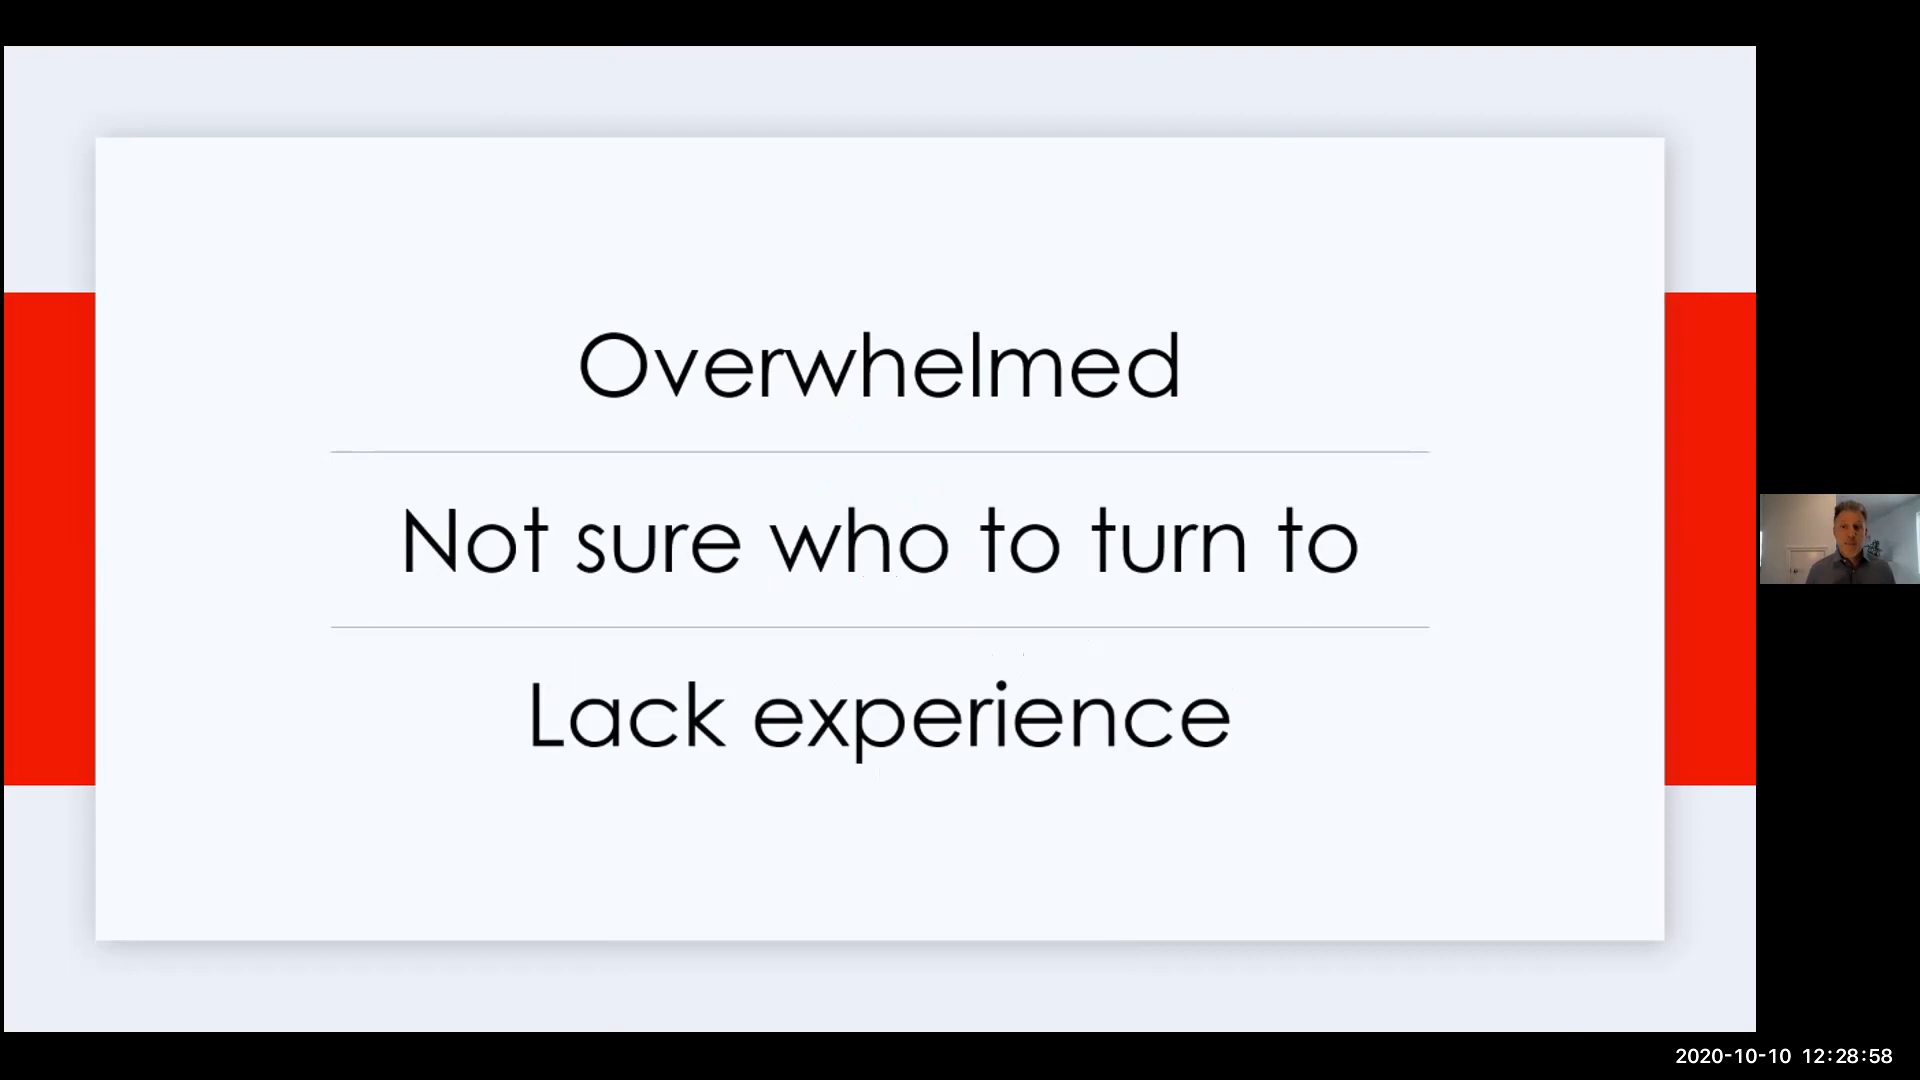 Overwhelmed
Not sure who to turn to
Lack experience
2020-10-10 12:28:58